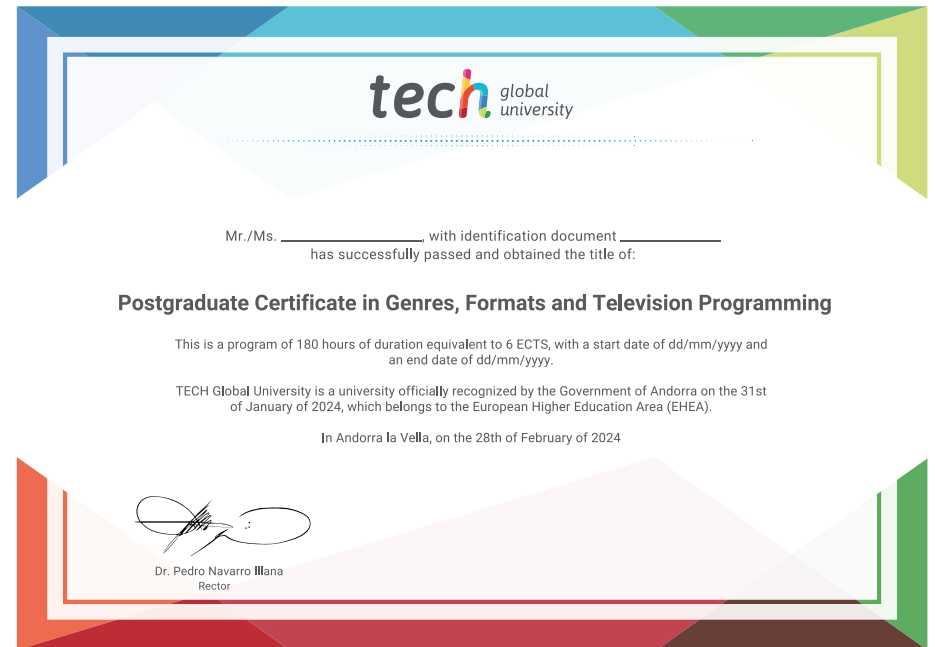 tech global
university
Mr./Ms. ____________, with identification document ____________
has successfully passed and obtained the title of:
Postgraduate Certificate in Genres, Formats and Television Programming
This is a program of 180 hours of duration equivalent to 6 ECTS, with a start date of dd/mm/yyyy and
an end date of dd/mm/yyyy.
TECH Global University is a university officially recognized by the Government of Andorra on the 31st
of January of 2024, which belongs to the European Higher Education Area (EHEA).
In Andorra la Vella, on the 28th of February of 2024
Dr. Pedro Navarro Illana
Rector